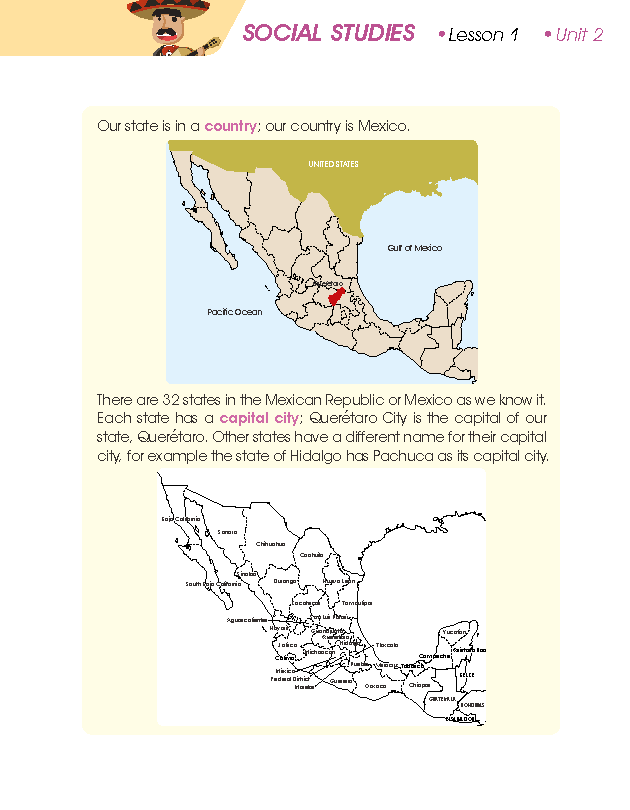 SOCIAL STUDIES • Lesson 1 • Unit 2
Our state is in a country; our country is Mexico.
UNITED STATES
Gulf of Mexico
Querétaro
Pacific Ocean
There are 32 states in the Mexican Republic or Mexico as we know it.
Each state has a capital city; Querétaro City is the capital of our
state, Querétaro. Other states have a different name for their capital
city, for example the state of Hidalgo has Pachuca as its capital city.
Baja California
Sonora
Chihuahua
Coahuila
Sinaloa
South Baja California
Durango
Nuevo León
Zacatecas
Tamaulipas
Aguascalientes
San Luis Potosí
Nayarit
Guanajuato
Querétaro
Hidalgo
Yucatan
Jalisco
Tlaxcala
Michoacan
Campeche
Colima
Puebla
Veracruz
Tabasco
México
BELICE
Federal District
Guerrero
Morelos
Oaxaca
Chiapas
GUATEMALA
HONDURAS
EL SALVADOR